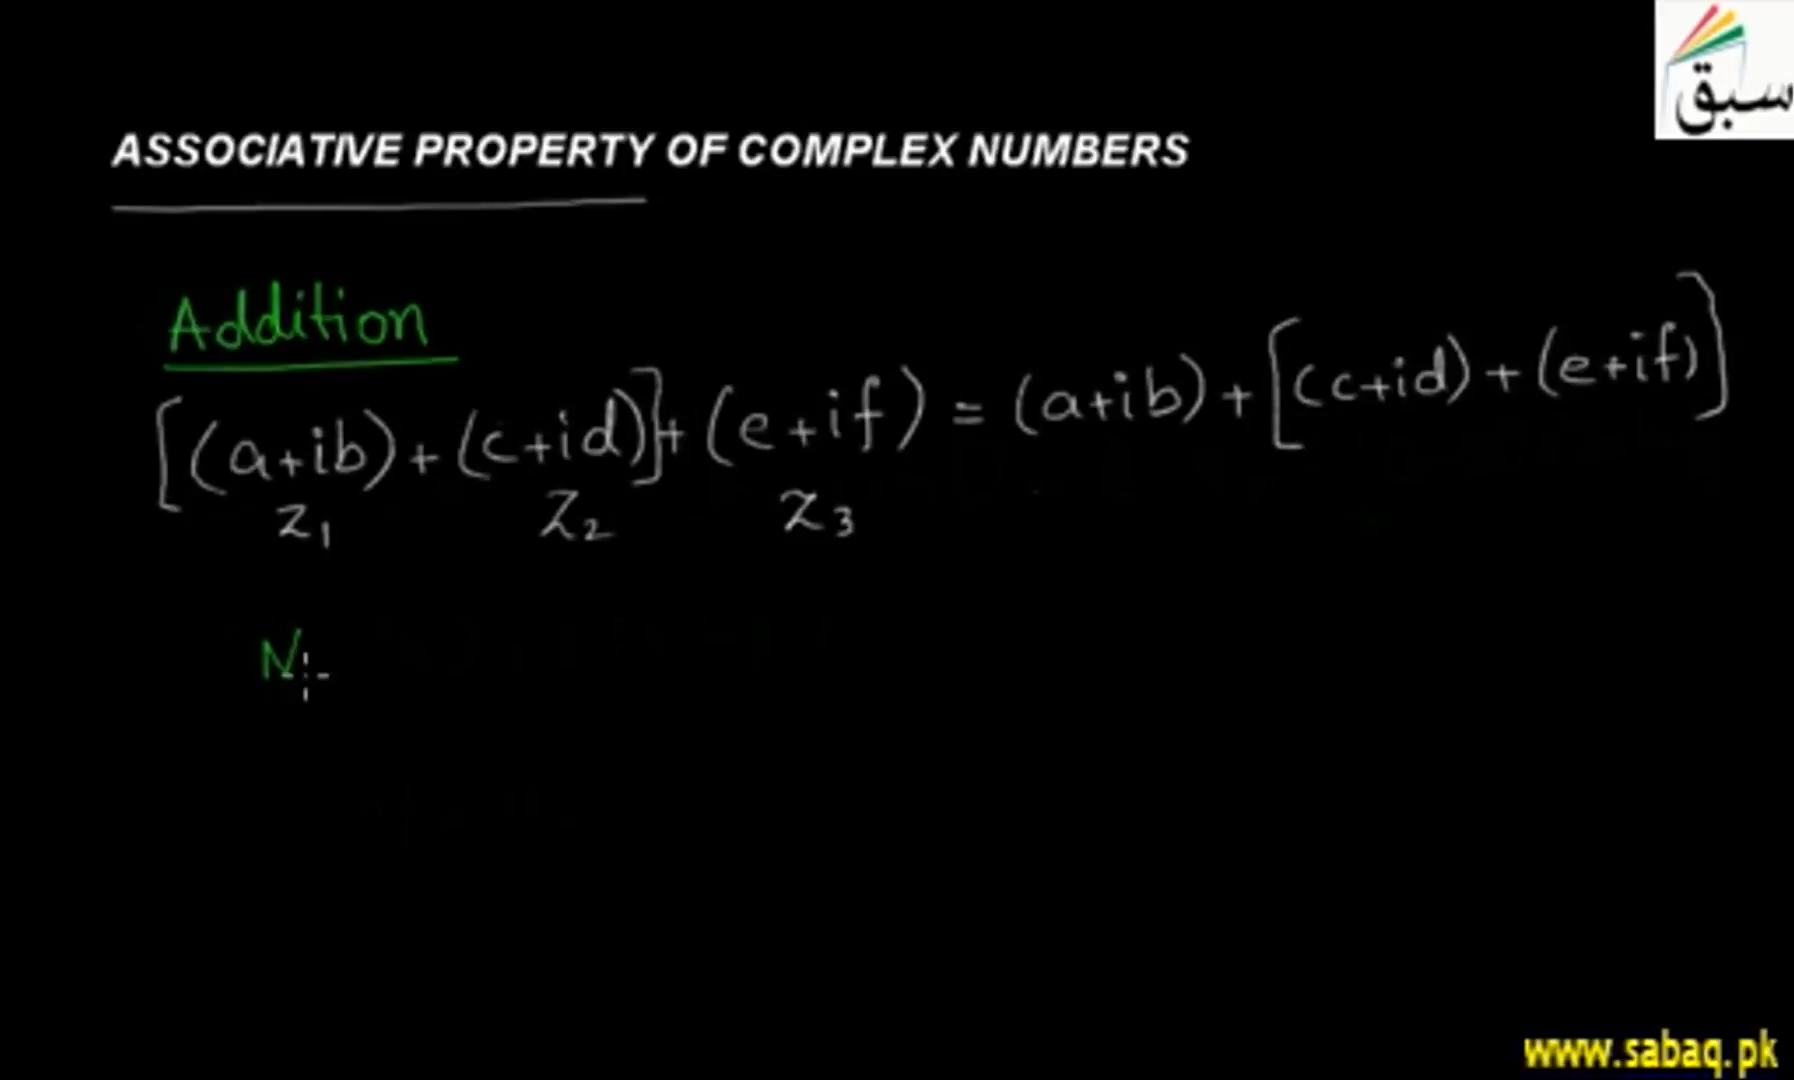 سبق
ASSOCIATIVE PROPERTY OF COMPLEX NUMBERS
Addition
[(a+ib)+(c+id)]+(e+if)=(a+ib)+[(c+id)+(e+if)]
Z1 Z2 Z3
N
www.sabaq.pk